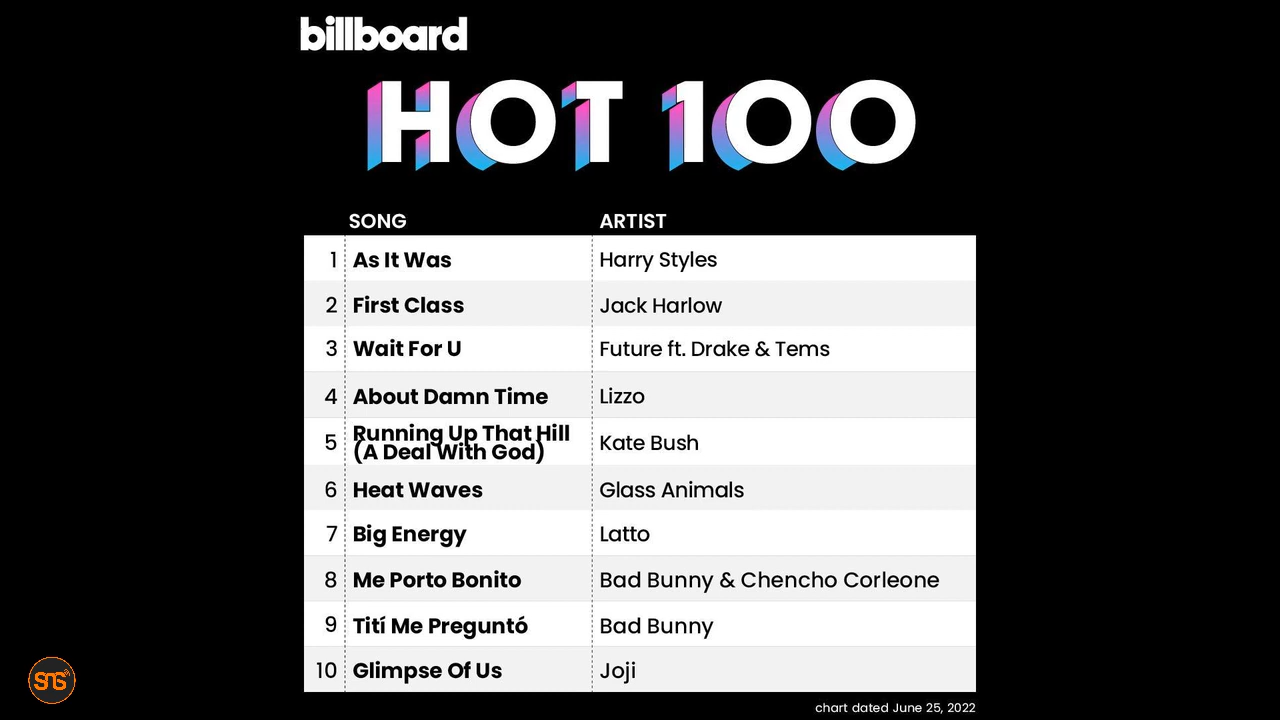 billboard
HOT 100
SONG ARTIST
1 As It Was Harry Styles
2 First Class Jack Harlow
3 Wait For U Future ft. Drake & Tems
4 About Damn Time Lizzo
5 Running Up That Hill
(A Deal With God) Kate Bush
6 Heat Waves Glass Animals
7 Big Energy Latto
8 Me Porto Bonito Bad Bunny & Chencho Corleone
9 Tití Me Preguntó Bad Bunny
10 Glimpse Of Us Joji
SNS
chart dated June 25, 2022